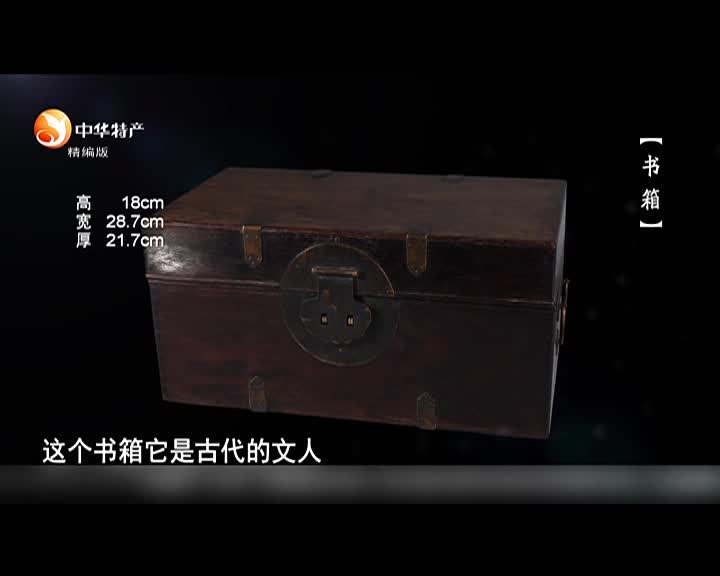 中华特产
精编版
【书箱】
高 18cm
宽 28.7cm
厚 21.7cm
这个书箱它是古代的文人